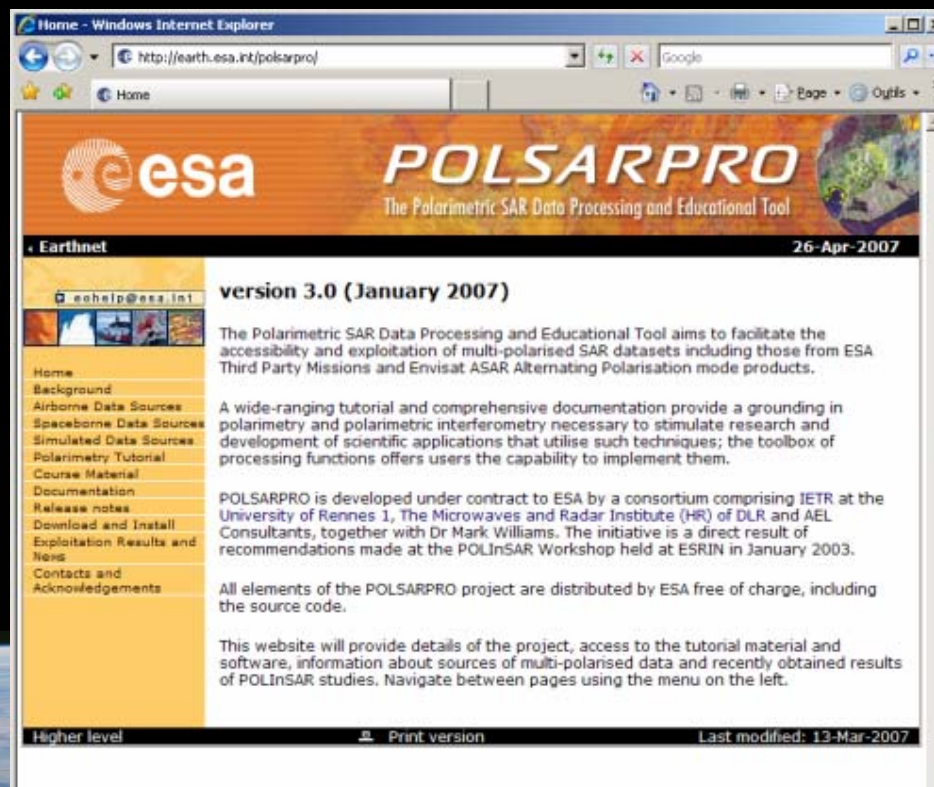 Home - Windows Internet Explorer
http://earth.esa.int/polsarpro/
Google
Home
Page
Outils
esa
POLSARPRO
The Polarimetric SAR Data Processing and Educational Tool
Earthnet
26-Apr-2007
eohelp@esa.int
Home
Background
Airborne Data Sources
Spaceborne Data Sources
Simulated Data Sources
Polarimetry Tutorial
Course Material
Documentation
Release notes
Download and Install
Exploitation Results and
News
Contacts and
Acknowledgements
version 3.0 (January 2007)
The Polarimetric SAR Data Processing and Educational Tool aims to facilitate the
accessibility and exploitation of multi-polarised SAR datasets including those from ESA
Third Party Missions and Envisat ASAR Alternating Polarisation mode products.
A wide-ranging tutorial and comprehensive documentation provide a grounding in
polarimetry and polarimetric interferometry necessary to stimulate research and
development of scientific applications that utilise such techniques; the toolbox of
processing functions offers users the capability to implement them.
POLSARPRO is developed under contract to ESA by a consortium comprising IETR at the
University of Rennes 1, The Microwaves and Radar Institute (HR) of DLR and AEL
Consultants, together with Dr Mark Williams. The initiative is a direct result of
recommendations made at the POLInSAR Workshop held at ESRIN in January 2003.
All elements of the POLSARPRO project are distributed by ESA free of charge, including
the source code.
This website will provide details of the project, access to the tutorial material and
software, information about sources of multi-polarised data and recently obtained results
of POLInSAR studies. Navigate between pages using the menu on the left.
Higher level
Print version
Last modified: 13-Mar-2007